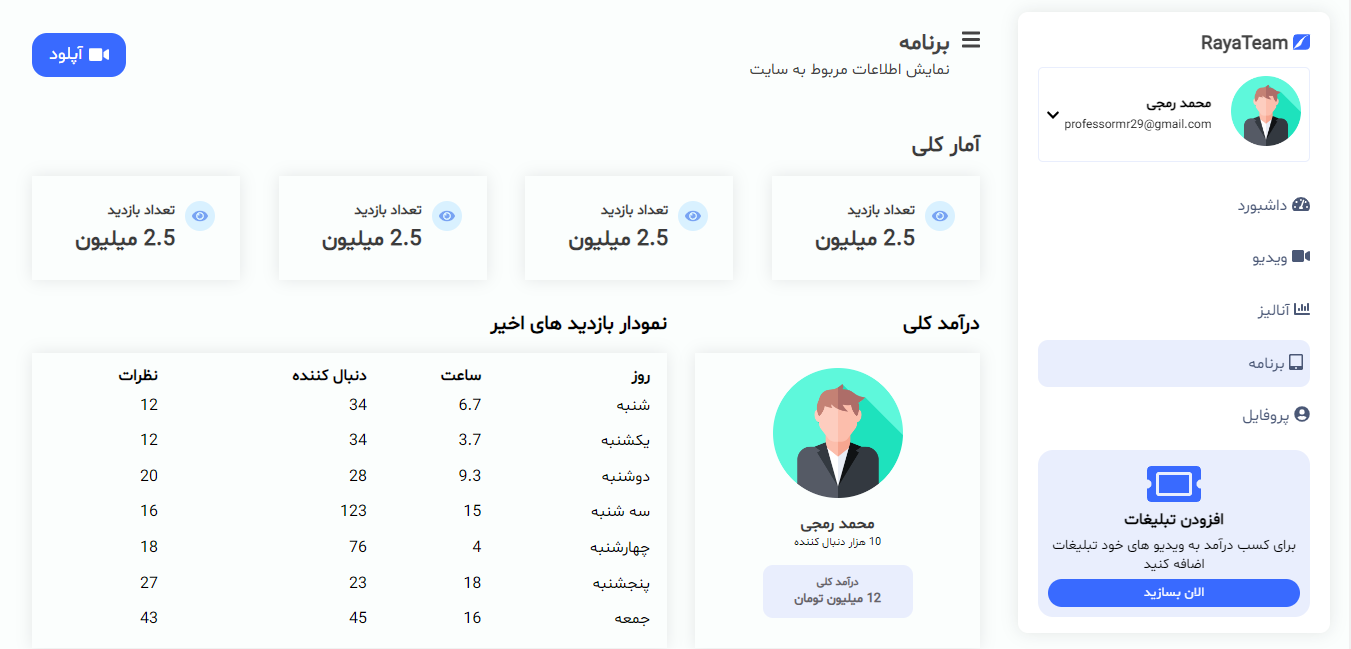 RayaTeam
محمد رمجی
professormr29@gmail.com
داشبورد
ویدیو
آنالیز
برنامه
پروفایل
افزودن تبلیغات
برای کسب درآمد به ویدیو های خود تبلیغات
اضافه کنید
الان بسازید
برنامه
نمایش اطلاعات مربوط به سایت
آپلود
آمار کلی
تعداد بازدید
2.5 میلیون
تعداد بازدید
2.5 میلیون
تعداد بازدید
2.5 میلیون
تعداد بازدید
2.5 میلیون
درآمد کلی
محمد رمجی
10 هزار دنبال کننده
درآمد کلی
12 میلیون تومان
نمودار بازدید های اخیر
روز ساعت دنبال کننده نظرات
شنبه 6.7 34 12
یکشنبه 3.7 34 12
دوشنبه 9.3 28 20
سه شنبه 15 123 16
چهارشنبه 4 76 18
پنجشنبه 18 23 27
جمعه 16 45 43